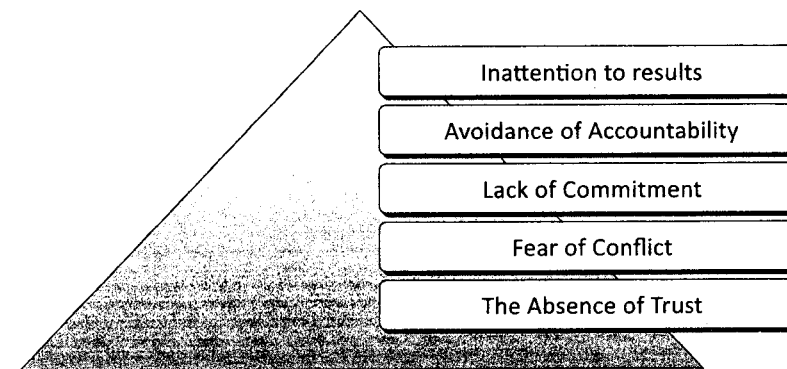 Inattention to results
Avoidance of Accountability
Lack of Commitment
Fear of Conflict
The Absence of Trust